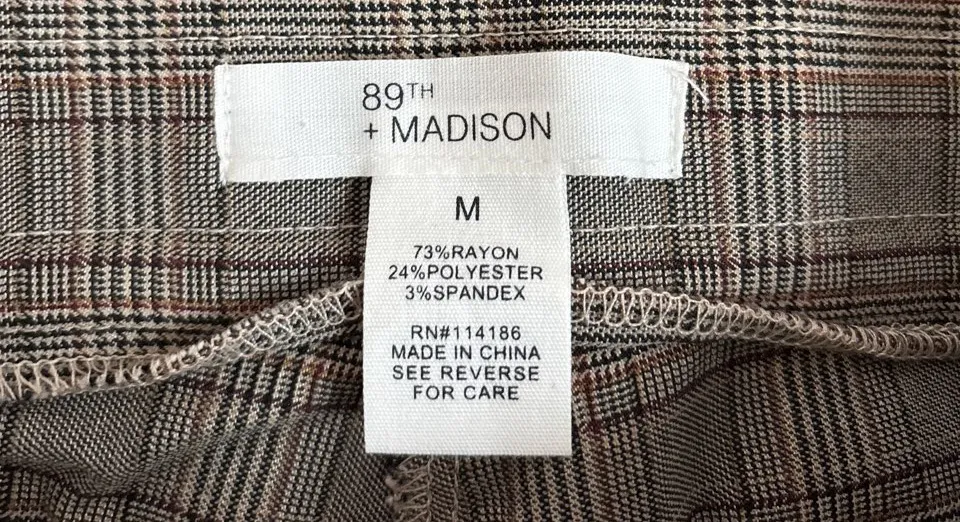 89TH
+ MADISON
M
73%RAYON
24%POLYESTER
3%SPANDEX
RN#114186
MADE IN CHINA
SEE REVERSE
FOR CARE